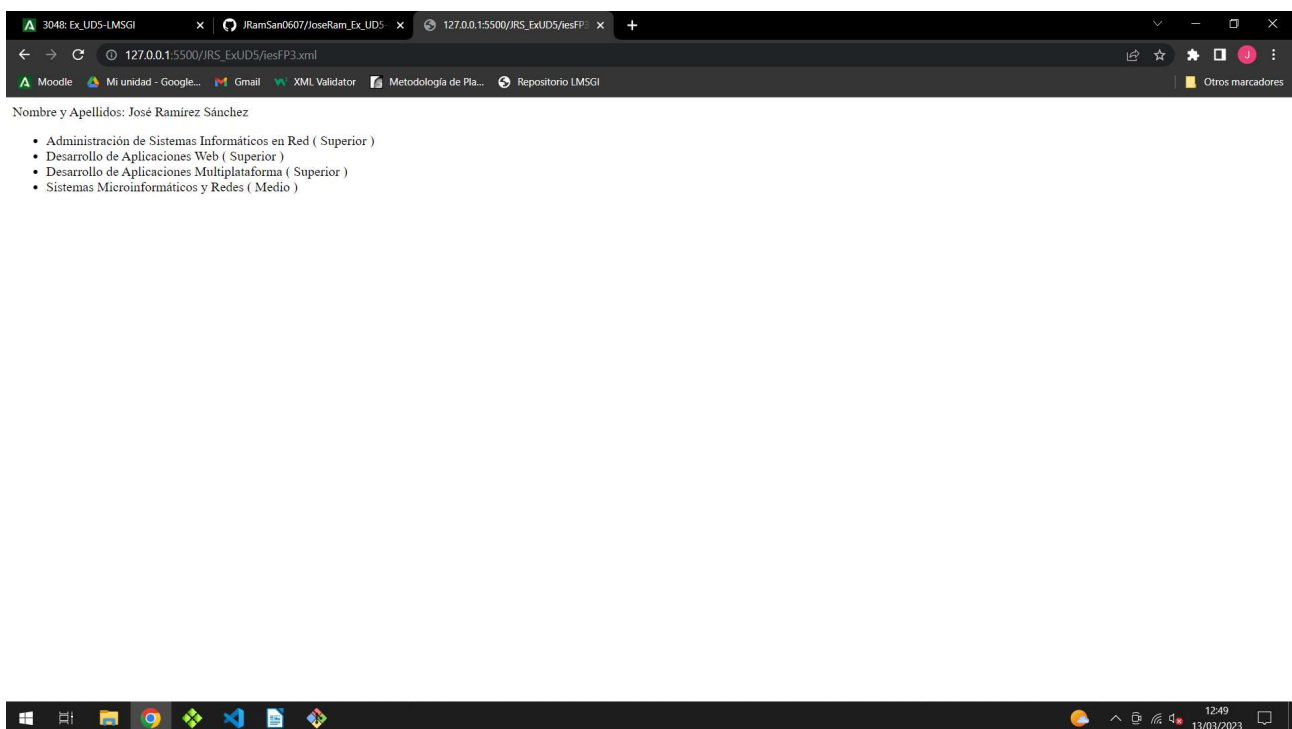 3048: Ex_UD5-LMSGI
JRamSan0607/JoseRam_Ex_UD5-
127.0.0.1:5500/JRS_ExUD5/iesFP3
127.0.0.1:5500/JRS_ExUD5/iesFP3.xml
J
Moodle Mi unidad - Google... Gmail XML Validator Metodología de Pla... Repositorio LMSGI Otros marcadores
Nombre y Apellidos: José Ramírez Sánchez
• Administración de Sistemas Informáticos en Red ( Superior )
• Desarrollo de Aplicaciones Web ( Superior )
• Desarrollo de Aplicaciones Multiplataforma ( Superior )
• Sistemas Microinformáticos y Redes ( Medio )
12:49
13/03/2023